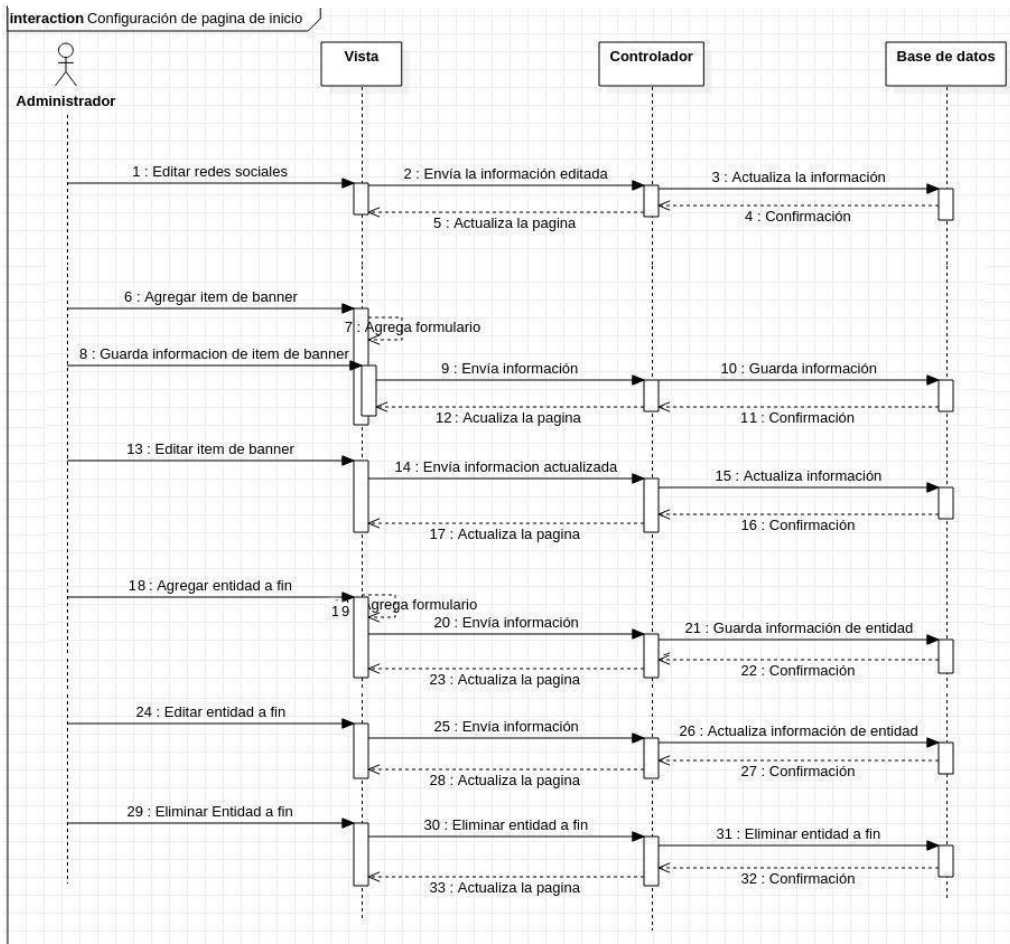 interaction Configuración de pagina de inicio
Vista
Controlador
Base de datos
Administrador
1 : Editar redes sociales
2 : Envía la información editada
3 : Actualiza la información
4 : Confirmación
5 : Actualiza la pagina
6 : Agregar item de banner
7 : Agrega formulario
8 : Guarda informacion de item de banner
9 : Envía información
10 : Guarda información
11 : Confirmación
12 : Acualiza la pagina
13 : Editar item de banner
14 : Envía informacion actualizada
15 : Actualiza información
16 : Confirmación
17 : Actualiza la pagina
18 : Agregar entidad a fin
19 Agrega formulario
20 : Envía información
21 : Guarda información de entidad
22 : Confirmación
23 : Actualiza la pagina
24 : Editar entidad a fin
25 : Envía información
26 : Actualiza información de entidad
27 : Confirmación
28 : Actualiza la pagina
29 : Eliminar Entidad a fin
30 : Eliminar entidad a fin
31 : Eliminar entidad a fin
32 : Confirmación
33 : Actualiza la pagina